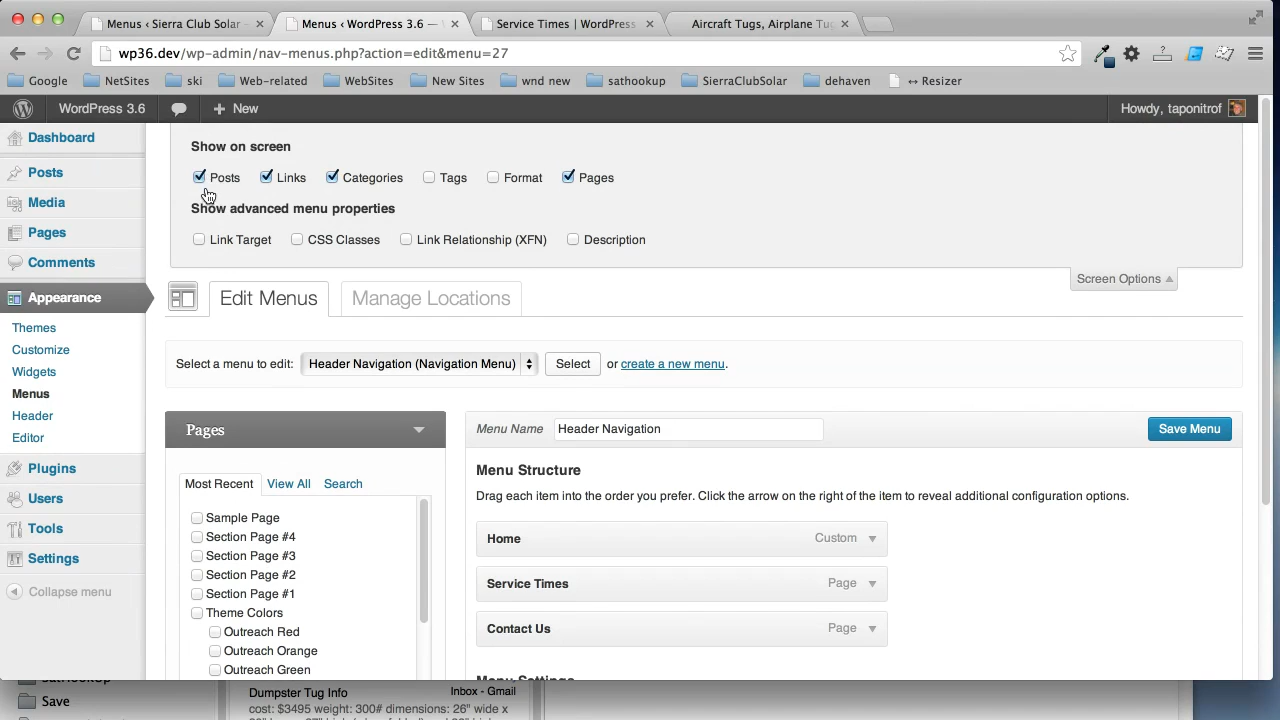 Menus ‹ Sierra Club Solar
Menus ‹ WordPress 3.6 —
Service Times | WordPress
Aircraft Tugs, Airplane Tug
wp36.dev/wp-admin/nav-menus.php?action=edit&menu=27
Google NetSites ski Web-related WebSites New Sites wnd new sathookup SierraClubSolar dehaven ↔ Resizer
WordPress 3.6 New Howdy, taponitrof
Dashboard
Posts
Media
Pages
Comments
Appearance
Themes
Customize
Widgets
Menus
Header
Editor
Plugins
Users
Tools
Settings
Collapse menu
Show on screen
Posts Links Categories Tags Format Pages
Show advanced menu properties
Link Target CSS Classes Link Relationship (XFN) Description
Screen Options
Edit Menus Manage Locations
Select a menu to edit: Header Navigation (Navigation Menu) Select or create a new menu.
Pages
Most Recent View All Search
Sample Page
Section Page #4
Section Page #3
Section Page #2
Section Page #1
Theme Colors
Outreach Red
Outreach Orange
Outreach Green
Menu Name Header Navigation Save Menu
Menu Structure
Drag each item into the order you prefer. Click the arrow on the right of the item to reveal additional configuration options.
Home Custom
Service Times Page
Contact Us Page
Menu Settings
Save
Dumpster Tug Info Inbox - Gmail
cost: $3495 weight: 300# dimensions: 26" wide x